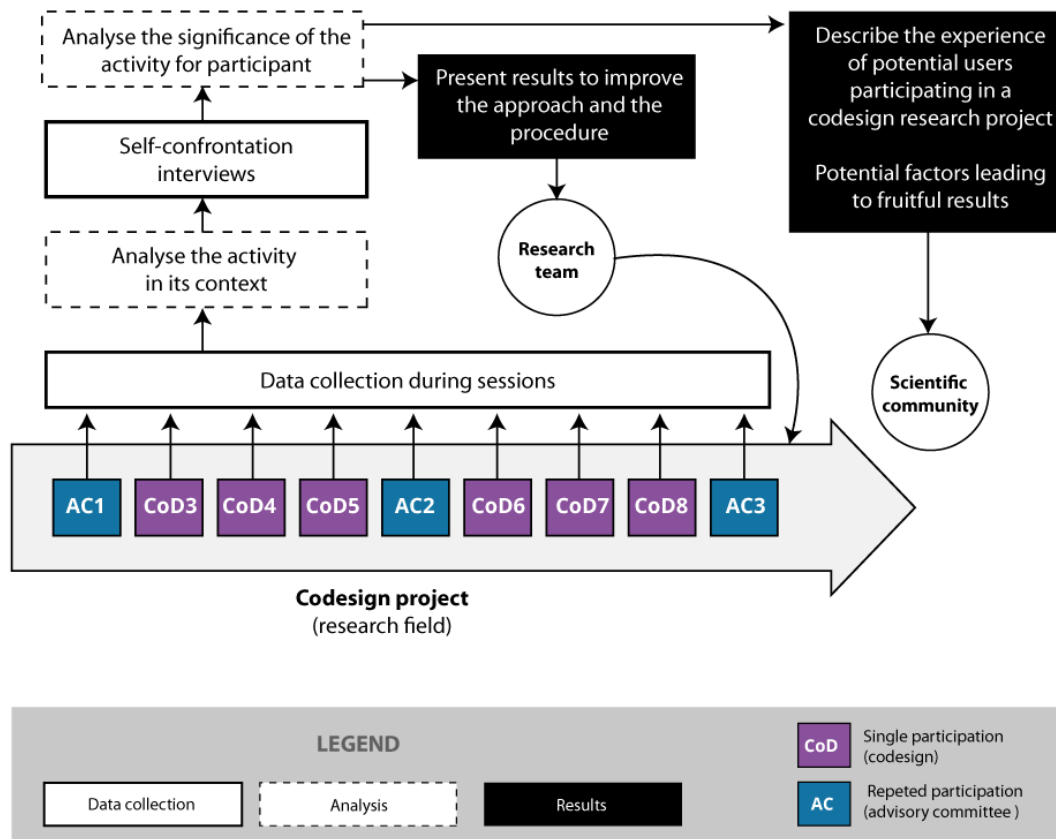 Analyse the significance of the
activity for participant
Present results to improve
the approach and the
procedure
Describe the experience
of potential users
participating in a
codesign research project
Potential factors leading
to fruitful results
Self-confrontation
interviews
Analyse the activity
in its context
Research
team
Data collection during sessions
Scientific
community
AC1
CoD3
CoD4
CoD5
AC2
CoD6
CoD7
CoD8
AC3
Codesign project
(research field)
LEGEND
Data collection
Analysis
Results
CoD
Single participation
(codesign)
AC
Repeted participation
(advisory committee )